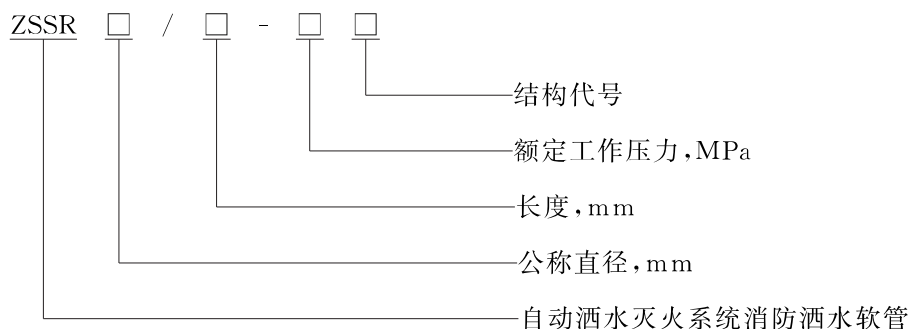 ZSSR □ / □ - □ □
结构代号
额定工作压力,MPa
长度,mm
公称直径,mm
自动洒水灭火系统消防洒水软管